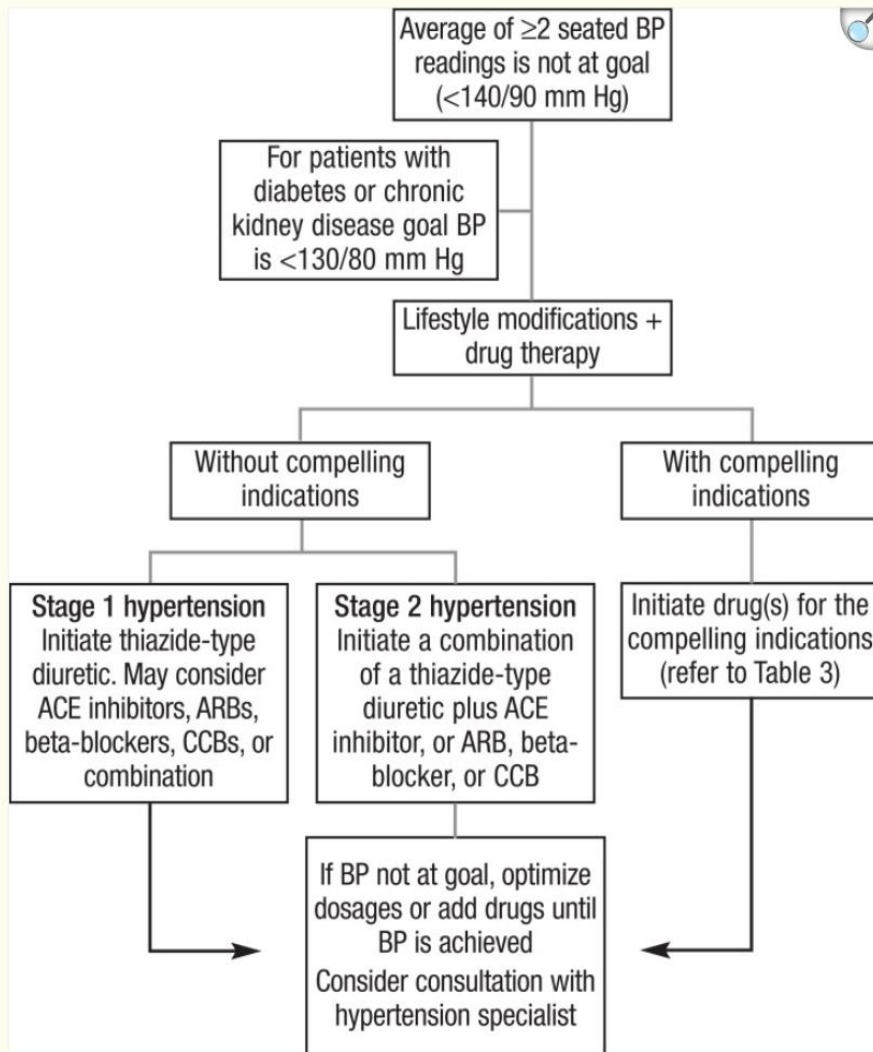 Average of ≥2 seated BP
readings is not at goal
(<140/90 mm Hg)
For patients with
diabetes or chronic
kidney disease goal BP
is <130/80 mm Hg
Lifestyle modifications +
drug therapy
Without compelling
indications
With compelling
indications
Stage 1 hypertension
Initiate thiazide-type
diuretic. May consider
ACE inhibitors, ARBs,
beta-blockers, CCBs, or
combination
Stage 2 hypertension
Initiate a combination
of a thiazide-type
diuretic plus ACE
inhibitor, or ARB, beta-
blocker, or CCB
Initiate drug(s) for the
compelling indications
(refer to Table 3)
If BP not at goal, optimize
dosages or add drugs until
BP is achieved
Consider consultation with
hypertension specialist